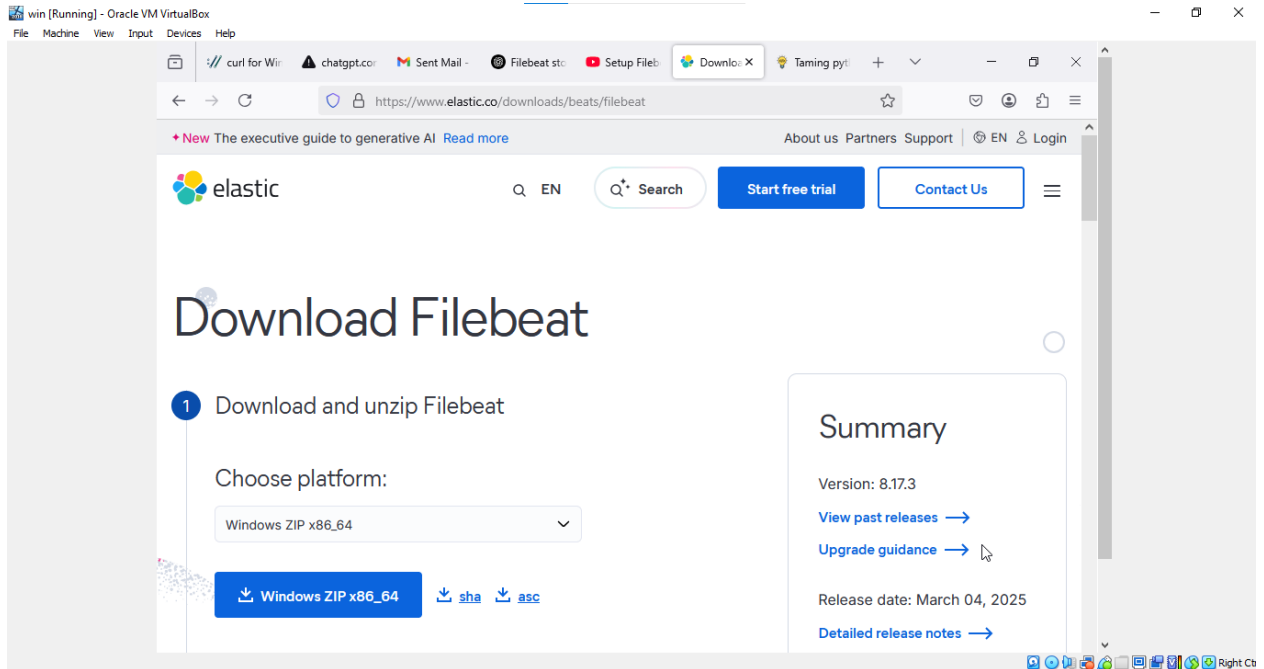 win [Running] - Oracle VM VirtualBox
File Machine View Input Devices Help
curl for Win chatgpt.com Sent Mail - Filebeat sto Setup Fileb Downloa Taming pyth
https://www.elastic.co/downloads/beats/filebeat
New The executive guide to generative AI Read more About us Partners Support EN Login
elastic EN Search Start free trial Contact Us
Download Filebeat
1 Download and unzip Filebeat
Summary
Choose platform:
Version: 8.17.3
Windows ZIP x86_64
View past releases
Upgrade guidance
Windows ZIP x86_64 sha asc
Release date: March 04, 2025
Detailed release notes
Right Ct